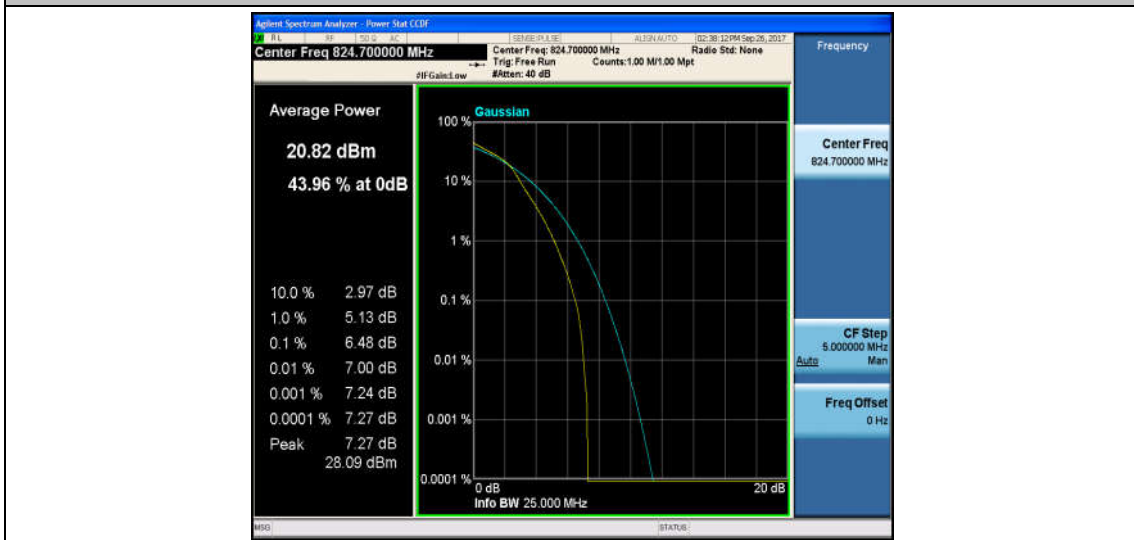 Agilent Spectrum Analyzer - Power Stat CCDF
RL RF 50 Ω AC SENSE:PULSE ALIGN AUTO 02:38:12 PM Sep 26, 2017
Center Freq 824.700000 MHz
Center Freq: 824.700000 MHz Radio Std: None
Trig: Free Run Counts:1.00 M/1.00 Mpt
#IFGain:Low #Atten: 40 dB
Frequency
Average Power
20.82 dBm
43.96 % at 0dB
10.0 % 2.97 dB
1.0 % 5.13 dB
0.1 % 6.48 dB
0.01 % 7.00 dB
0.001 % 7.24 dB
0.0001 % 7.27 dB
Peak 7.27 dB
28.09 dBm
Gaussian
100 %
10 %
1 %
0.1 %
0.01 %
0.001 %
0.0001 %
0 dB 20 dB
Info BW 25.000 MHz
Center Freq
824.700000 MHz
CF Step
5.000000 MHz
Auto Man
Freq Offset
0 Hz
MSG STATUS